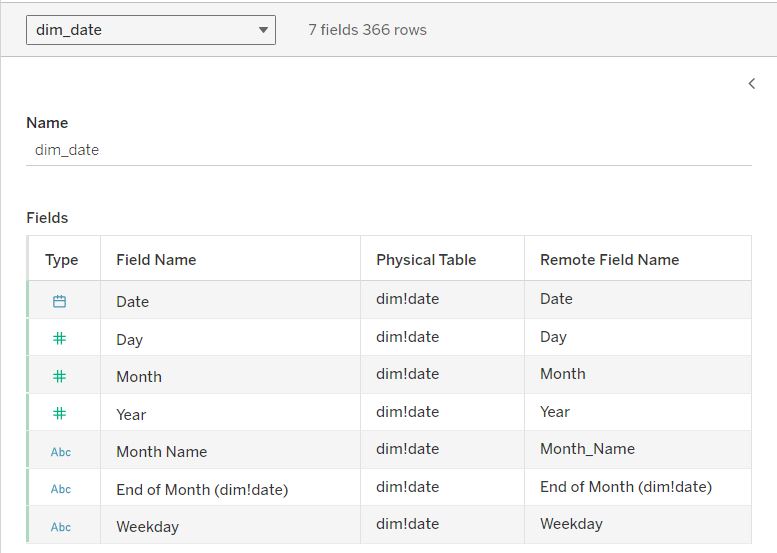 dim_date 7 fields 366 rows
Name
dim_date
Fields
Type Field Name Physical Table Remote Field Name
Date dim!date Date
# Day dim!date Day
# Month dim!date Month
# Year dim!date Year
Abc Month Name dim!date Month_Name
Abc End of Month (dim!date) dim!date End of Month (dim!date)
Abc Weekday dim!date Weekday